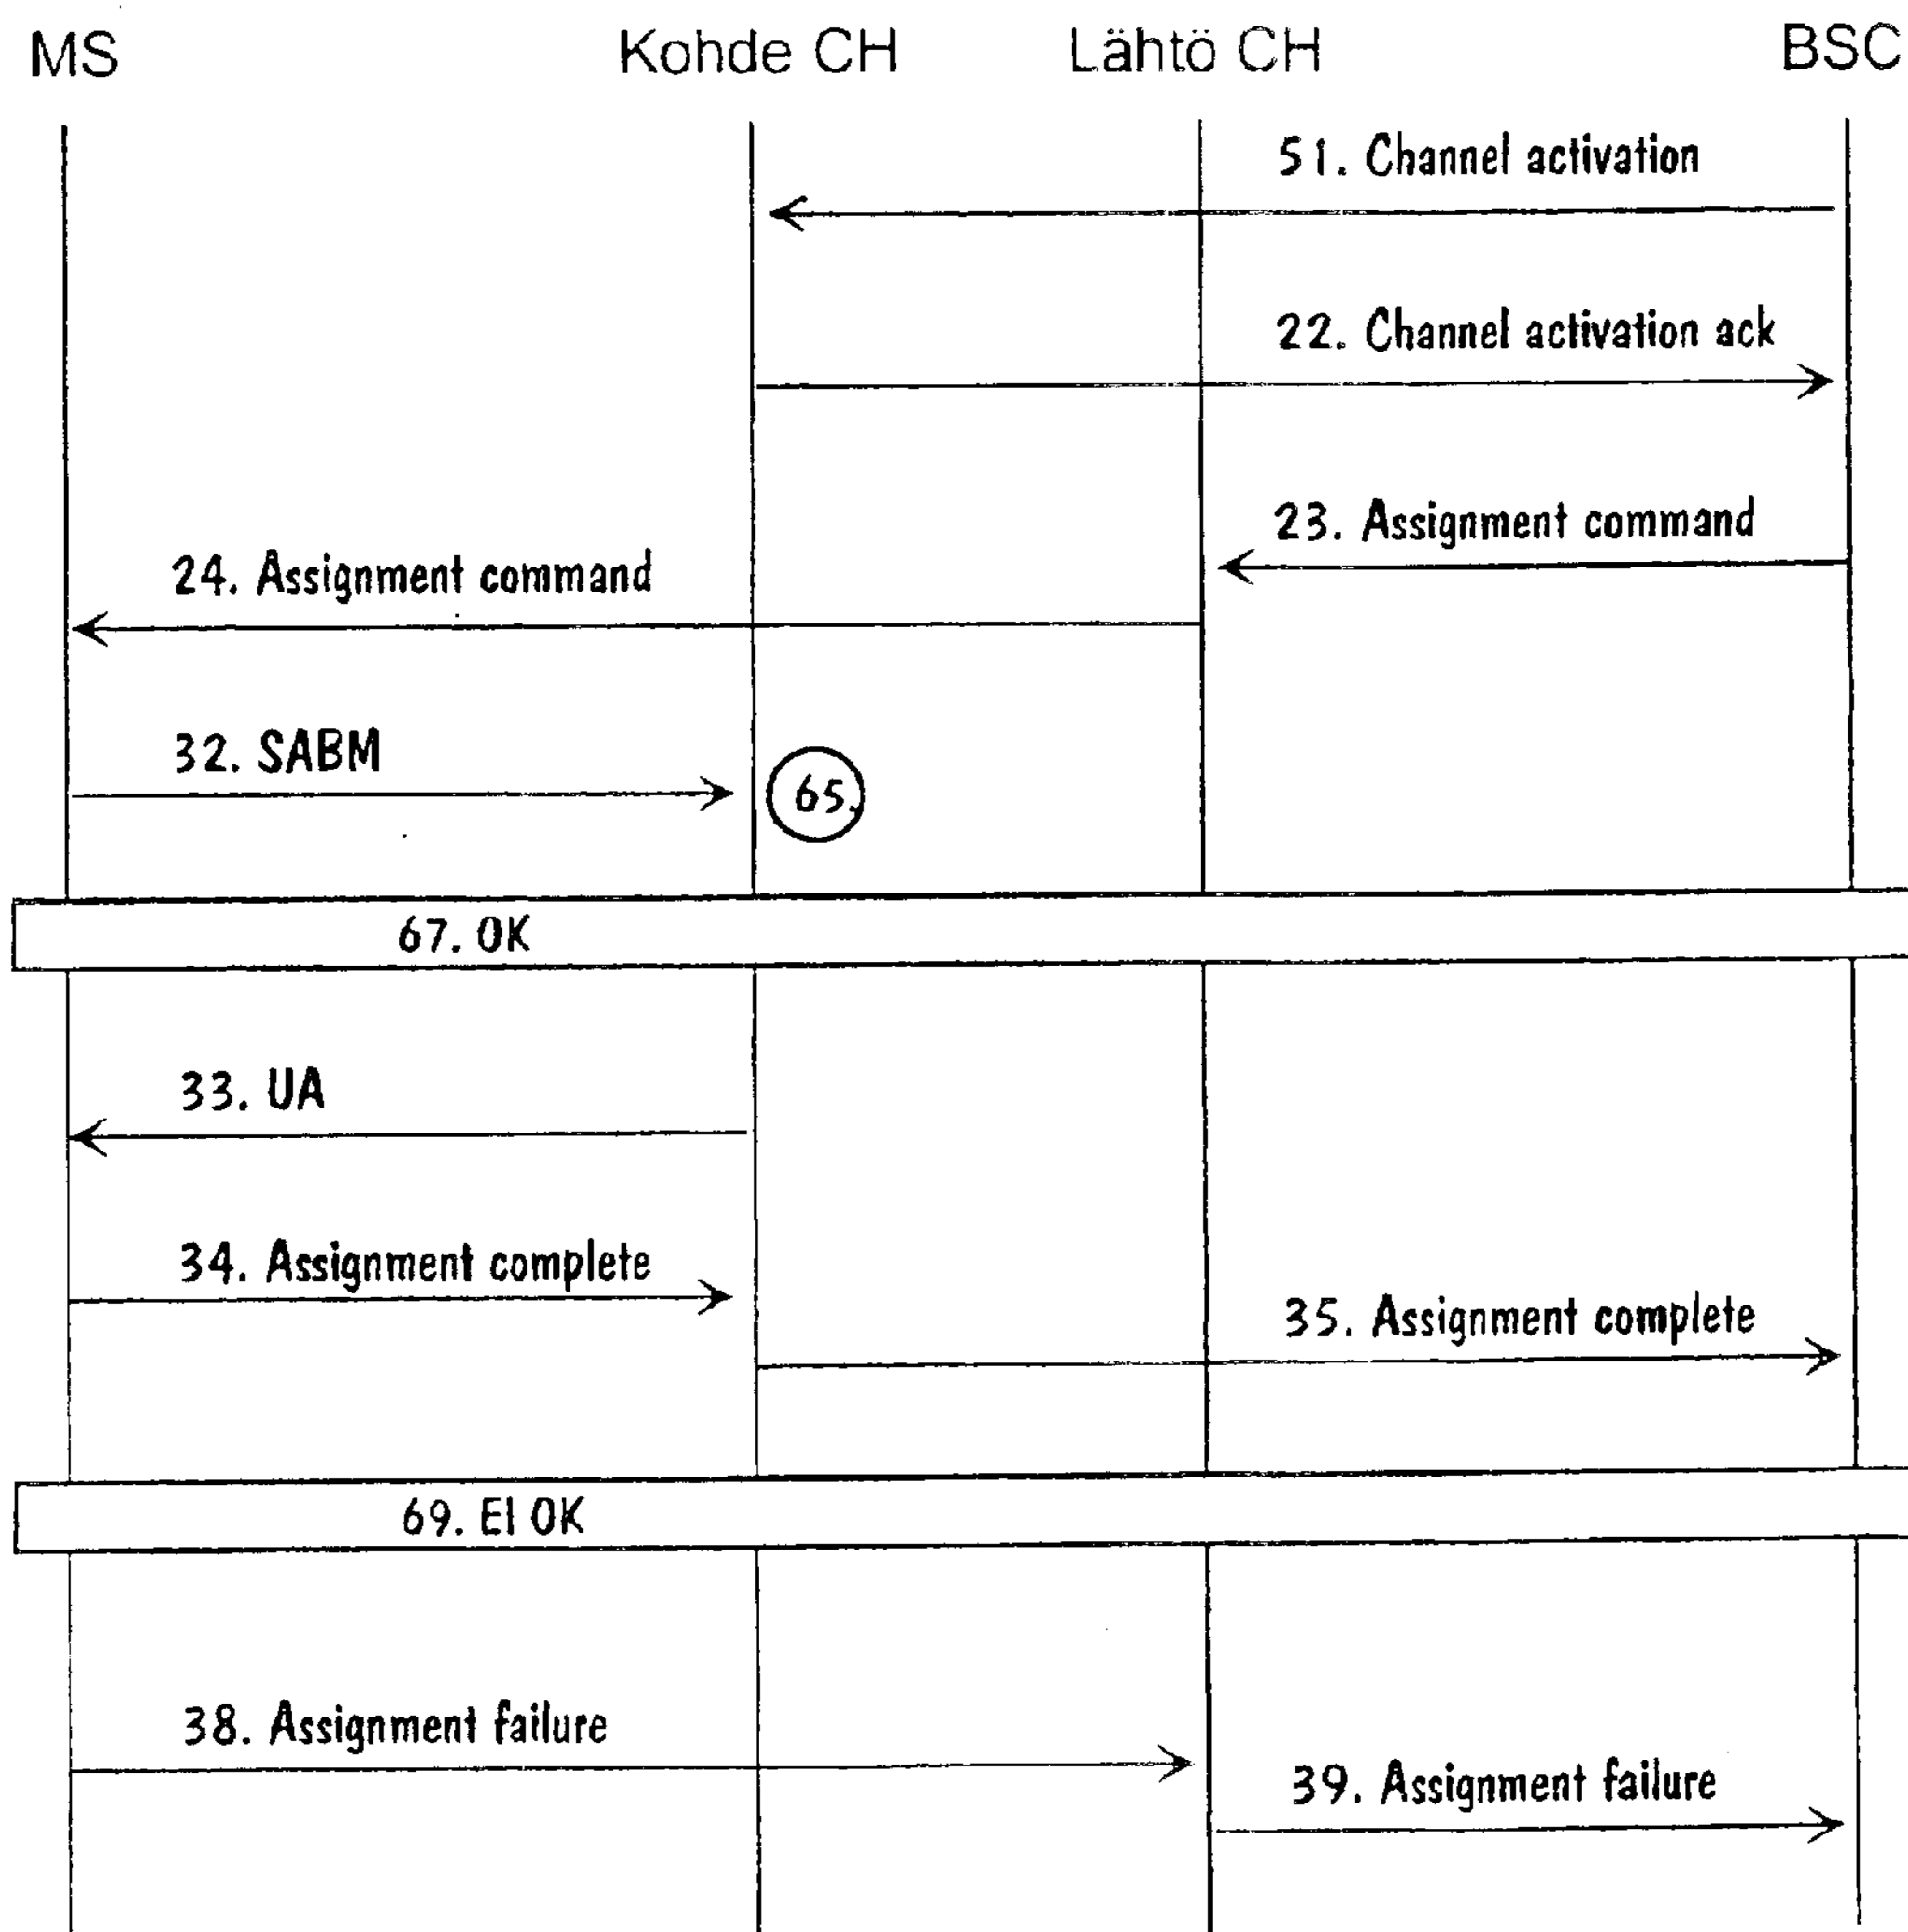 MS Kohde CH Lähtö CH BSC
51. Channel activation
22. Channel activation ack
23. Assignment command
24. Assignment command
32. SABM
65.
67. OK
33. UA
34. Assignment complete
35. Assignment complete
69. EI OK
38. Assignment failure
39. Assignment failure